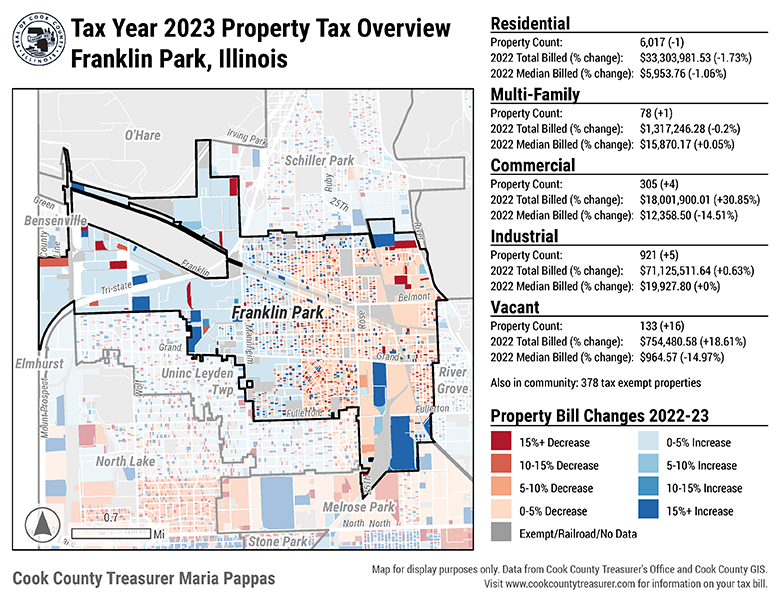 Tax Year 2023 Property Tax Overview
Franklin Park, Illinois
O'Hare
Irving Park
Schiller Park
Ruby
25Th
River
Green
Bensenville
County Line
Franklin
Tri-state
Belmont
Franklin Park
Mannheim
Rose
Grand
Grand
Elmhurst
Uninc Leyden
Twp
Wolf
River
Grove
Mount Prospect
Fullerton
Fullerton
North Lake
25Th
Melrose Park
North North
Stone Park
0.7
Mi
Cook County Treasurer Maria Pappas
Residential
Property Count: 6,017 (-1)
2022 Total Billed (% change): $33,303,981.53 (-1.73%)
2022 Median Billed (% change): $5,953.76 (-1.06%)
Multi-Family
Property Count: 78 (+1)
2022 Total Billed (% change): $1,317,246.28 (-0.2%)
2022 Median Billed (% change): $15,870.17 (+0.05%)
Commercial
Property Count: 305 (+4)
2022 Total Billed (% change): $18,001,900.01 (+30.85%)
2022 Median Billed (% change): $12,358.50 (-14.51%)
Industrial
Property Count: 921 (+5)
2022 Total Billed (% change): $71,125,511.64 (+0.63%)
2022 Median Billed (% change): $19,927.80 (+0%)
Vacant
Property Count: 133 (+16)
2022 Total Billed (% change): $754,480.58 (+18.61%)
2022 Median Billed (% change): $964.57 (-14.97%)
Also in community: 378 tax exempt properties
Property Bill Changes 2022-23
15%+ Decrease
10-15% Decrease
5-10% Decrease
0-5% Decrease
Exempt/Railroad/No Data
0-5% Increase
5-10% Increase
10-15% Increase
15%+ Increase
Map for display purposes only. Data from Cook County Treasurer's Office and Cook County GIS.
Visit www.cookcountytreasurer.com for information on your tax bill.